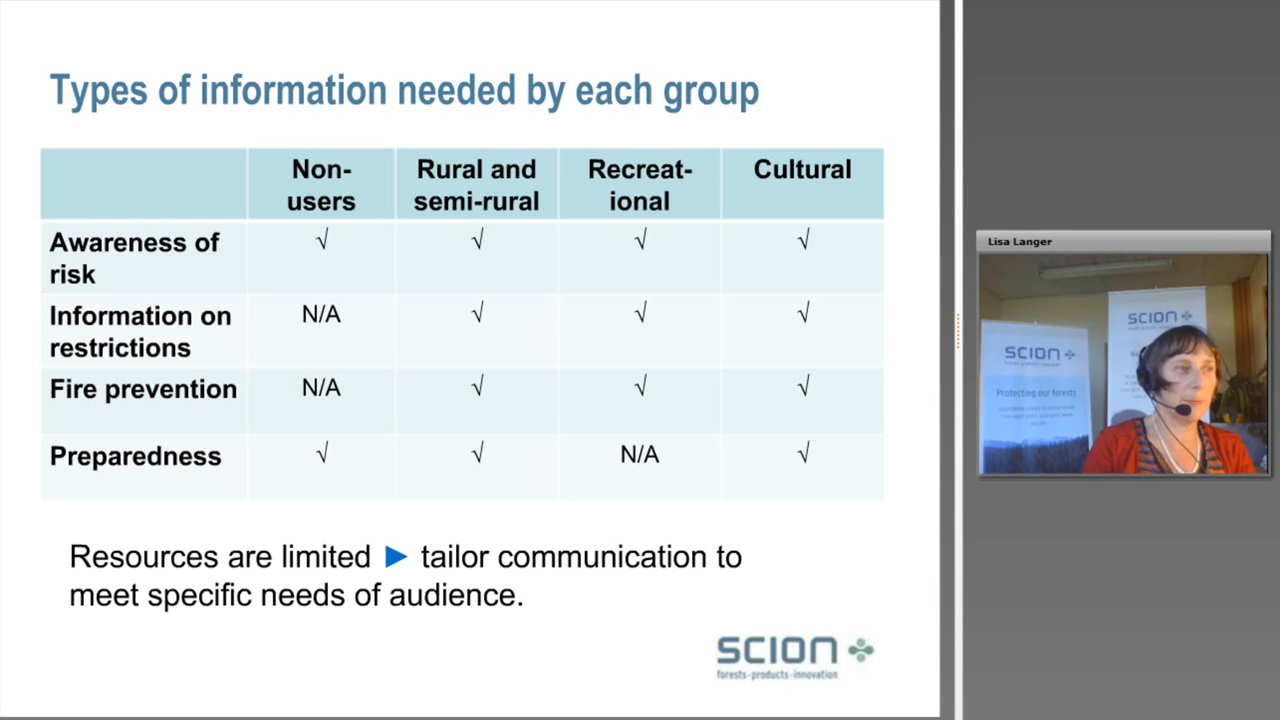 Types of information needed by each group
Non-
users
Rural and
semi-rural
Recreat-
ional
Cultural
Awareness of
risk
√ √ √ √
Information on
restrictions
N/A √ √ √
Fire prevention
N/A √ √ √
Preparedness
√ √ N/A √
Resources are limited ► tailor communication to
meet specific needs of audience.
SCION
forests-products-innovation
Lisa Langer
SCION
SCION
Protecting our forests